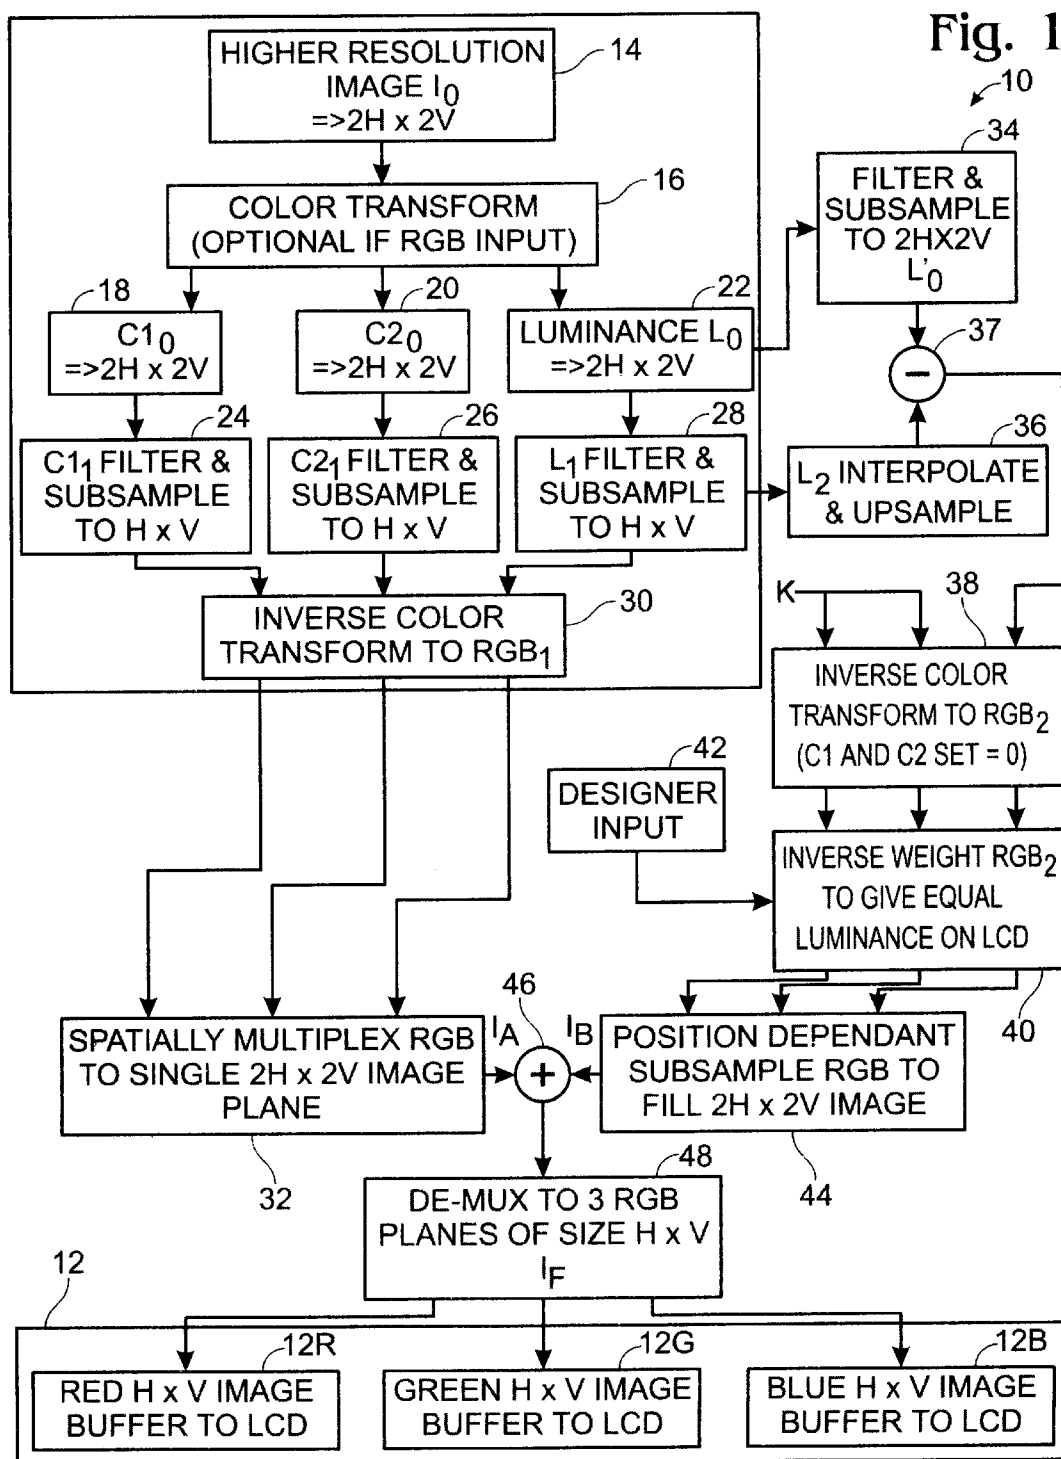 Fig. 1
10
HIGHER RESOLUTION
IMAGE I0
=>2H x 2V
14
COLOR TRANSFORM
(OPTIONAL IF RGB INPUT)
16
34
FILTER &
SUBSAMPLE
TO 2HX2V
L'0
18
C10
=>2H x 2V
20
C20
=>2H x 2V
22
LUMINANCE L0
=>2H x 2V
37
−
24
C11 FILTER &
SUBSAMPLE
TO H x V
26
C21 FILTER &
SUBSAMPLE
TO H x V
28
L1 FILTER &
SUBSAMPLE
TO H x V
36
L2 INTERPOLATE
& UPSAMPLE
INVERSE COLOR
TRANSFORM TO RGB1
30
K
38
INVERSE COLOR
TRANSFORM TO RGB2
(C1 AND C2 SET = 0)
42
DESIGNER
INPUT
INVERSE WEIGHT RGB2
TO GIVE EQUAL
LUMINANCE ON LCD
40
SPATIALLY MULTIPLEX RGB
TO SINGLE 2H x 2V IMAGE
PLANE
32
IA
46
+
IB
POSITION DEPENDANT
SUBSAMPLE RGB TO
FILL 2H x 2V IMAGE
44
48
DE-MUX TO 3 RGB
PLANES OF SIZE H x V
IF
12
12R
RED H x V IMAGE
BUFFER TO LCD
12G
GREEN H x V IMAGE
BUFFER TO LCD
12B
BLUE H x V IMAGE
BUFFER TO LCD